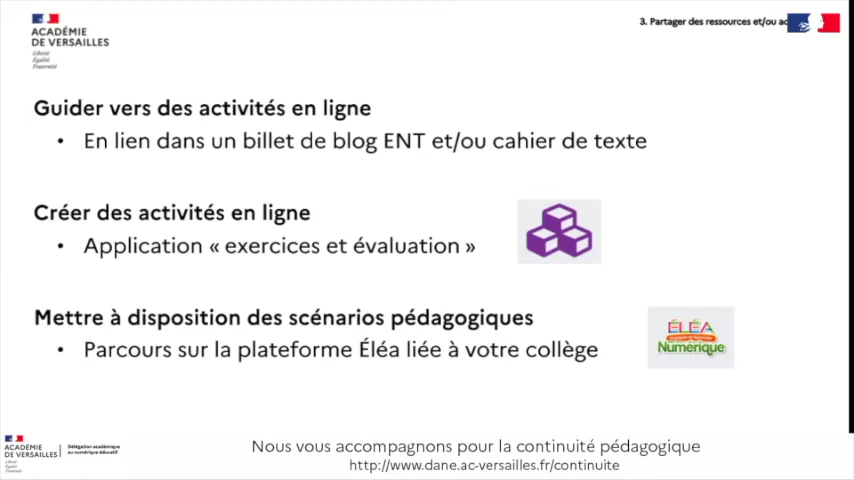 ACADÉMIE
DE VERSAILLES
Liberté
Égalité
Fraternité
3. Partager des ressources et/ou
Guider vers des activités en ligne
• En lien dans un billet de blog ENT et/ou cahier de texte
Créer des activités en ligne
• Application « exercices et évaluation »
Mettre à disposition des scénarios pédagogiques
• Parcours sur la plateforme Éléa liée à votre collège
ÉLÉA
Numérique
ACADÉMIE
DE VERSAILLES
Liberté
Égalité
Fraternité
Délégation académique
au numérique éducatif
Nous vous accompagnons pour la continuité pédagogique
http://www.dane.ac-versailles.fr/continuite